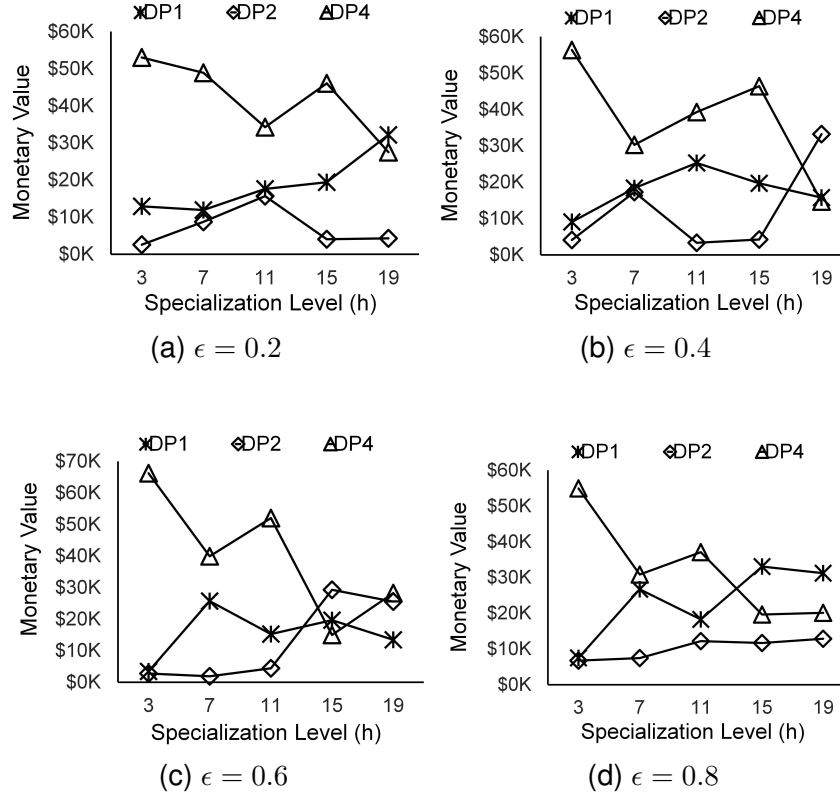 DP1 DP2 DP4
$60K
$50K
$40K
$30K
$20K
$10K
$0K
Monetary Value
3 7 11 15 19
Specialization Level (h)
(a) ϵ = 0.2
DP1 DP2 DP4
$60K
$50K
$40K
$30K
$20K
$10K
$0K
Monetary Value
3 7 11 15 19
Specialization Level (h)
(b) ϵ = 0.4
DP1 DP2 DP4
$70K
$60K
$50K
$40K
$30K
$20K
$10K
$0K
Monetary Value
3 7 11 15 19
Specialization Level (h)
(c) ϵ = 0.6
DP1 DP2 DP4
$60K
$50K
$40K
$30K
$20K
$10K
$0K
Monetary Value
3 7 11 15 19
Specialization Level (h)
(d) ϵ = 0.8